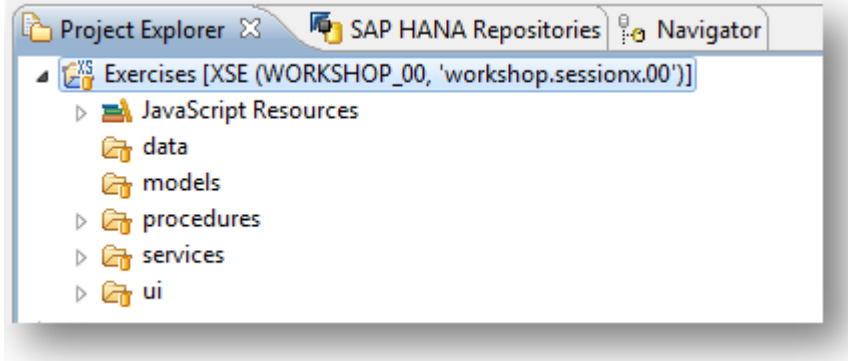 Project Explorer SAP HANA Repositories Navigator
XS Exercises [XSE (WORKSHOP_00, 'workshop.sessionx.00')]
JavaScript Resources
data
models
procedures
services
ui